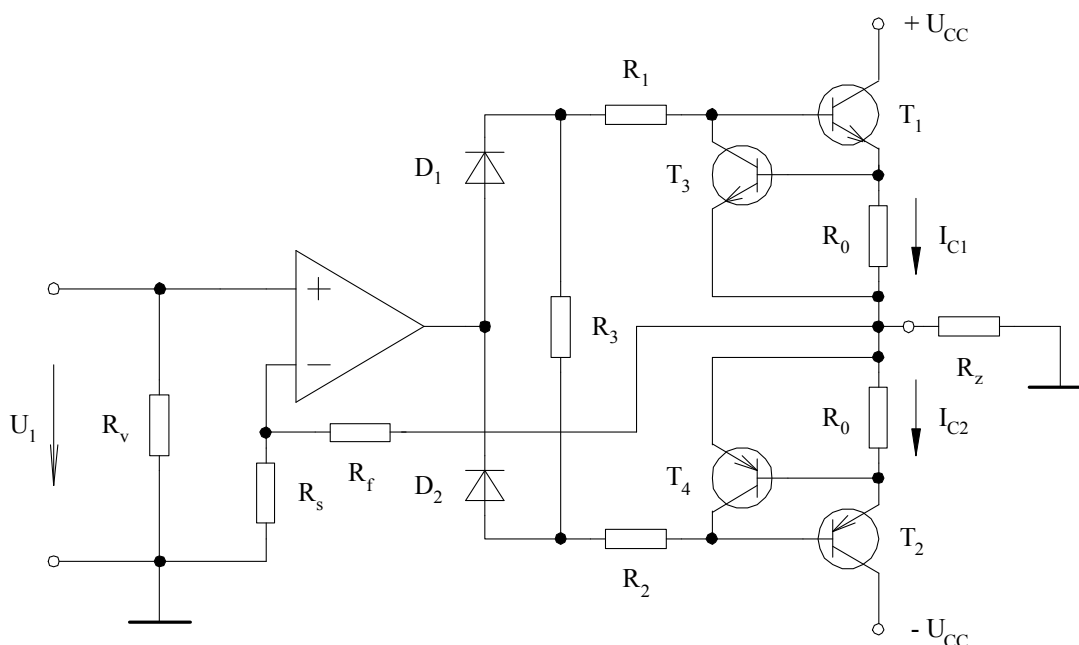 + U_CC
R_1
T_1
D_1
T_3
R_0
I_C1
+
R_3
−
R_z
U_1
R_v
R_f
R_0
I_C2
R_s
D_2
T_4
T_2
R_2
- U_CC